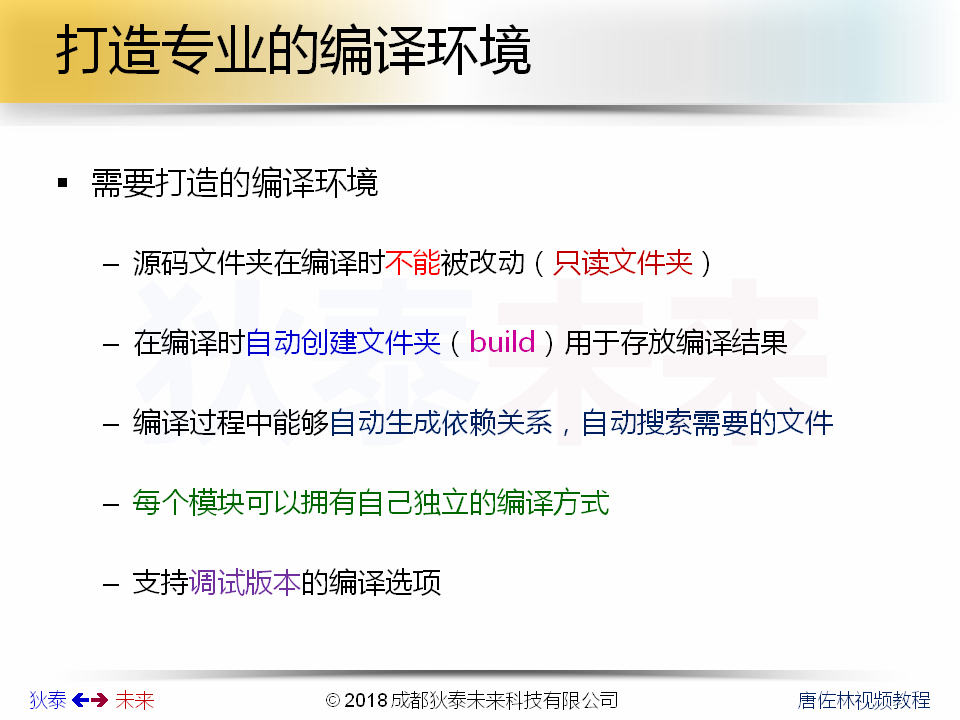 打造专业的编译环境
▪ 需要打造的编译环境
– 源码文件夹在编译时不能被改动（只读文件夹）
– 在编译时自动创建文件夹（build）用于存放编译结果
– 编译过程中能够自动生成依赖关系，自动搜索需要的文件
– 每个模块可以拥有自己独立的编译方式
– 支持调试版本的编译选项
狄泰未来
狄泰 未来
© 2018 成都狄泰未来科技有限公司
唐佐林视频教程